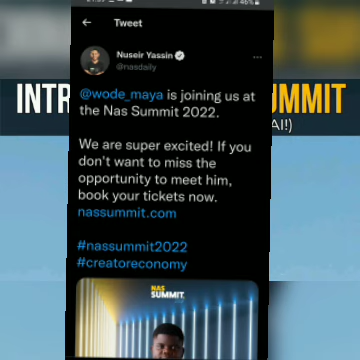 46%
Tweet
Nuseir Yassin
@nasdaily
INTR
UMMIT
AI!)
@wode_maya is joining us at
the Nas Summit 2022.
We are super excited! If you
don't want to miss the
opportunity to meet him,
book your tickets now.
nassummit.com
#nassummit2022
#creatoreconomy
NAS
SUMMIT